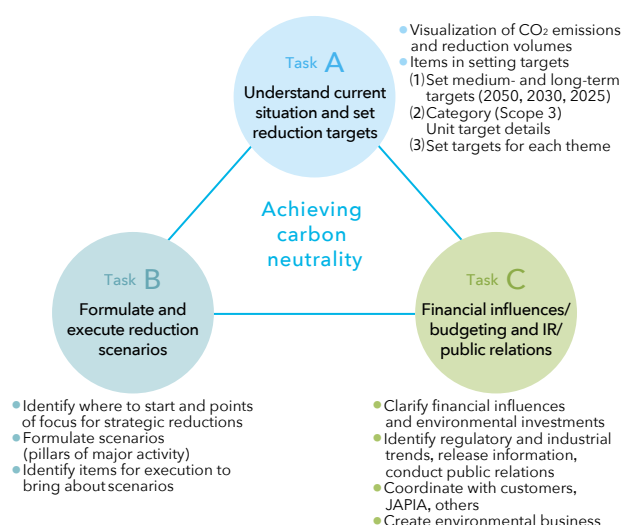 Task A
Understand current
situation and set
reduction targets
• Visualization of CO₂ emissions
and reduction volumes
• Items in setting targets
(1)Set medium- and long-term
targets (2050, 2030, 2025)
(2)Category (Scope 3)
Unit target details
(3)Set targets for each theme
Achieving
carbon
neutrality
Task B
Formulate and
execute reduction
scenarios
• Identify where to start and points
of focus for strategic reductions
• Formulate scenarios
(pillars of major activity)
• Identify items for execution to
bring about scenarios
Task C
Financial influences/
budgeting and IR/
public relations
• Clarify financial influences
and environmental investments
• Identify regulatory and industrial
trends, release information,
conduct public relations
• Coordinate with customers,
JAPIA, others
• Create environmental business